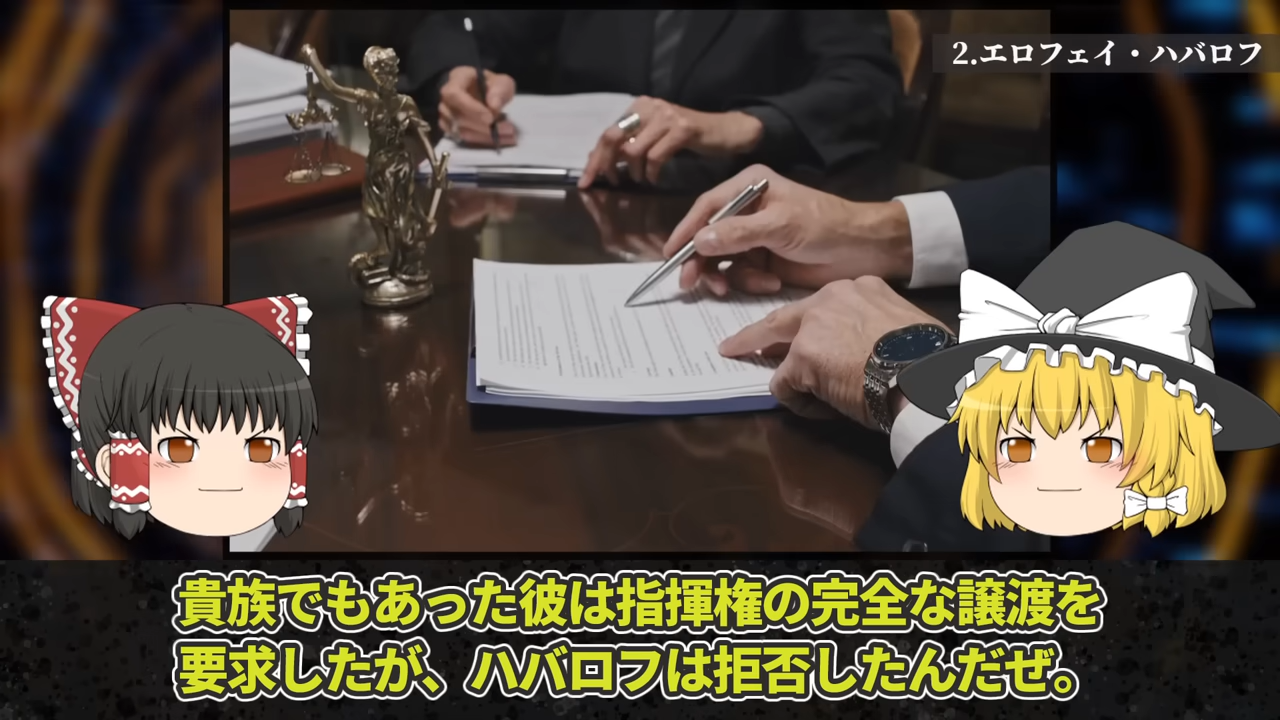 2.エロフェイ・ハバロフ
貴族でもあった彼は指揮権の完全な譲渡を
要求したが、ハバロフは拒否したんだぜ。